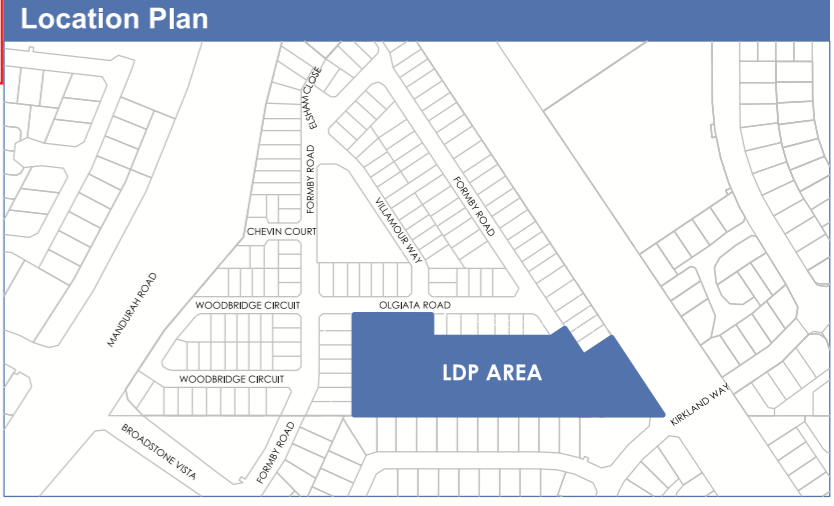 Location Plan
ELSHAM CLOSE
FORMBY ROAD
VILLAMOUR WAY
FORMBY ROAD
CHEVIN COURT
MANDURAH ROAD
WOODBRIDGE CIRCUIT
OLGIATA ROAD
LDP AREA
WOODBRIDGE CIRCUIT
KIRKLAND WAY
BROADSTONE VISTA
FORMBY ROAD